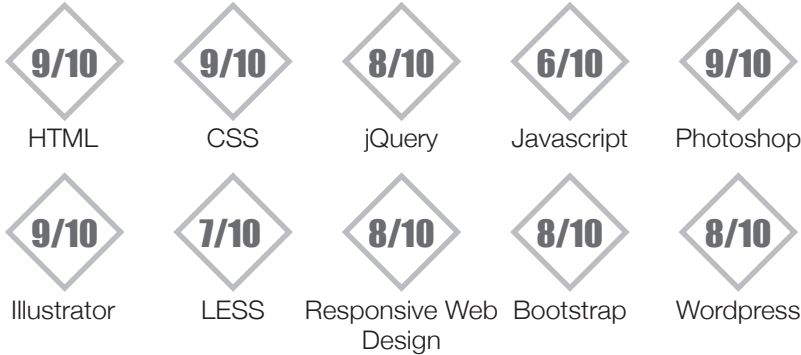 9/10 9/10 8/10 6/10 9/10
HTML CSS jQuery Javascript Photoshop
9/10 7/10 8/10 8/10 8/10
Illustrator LESS Responsive Web Bootstrap Wordpress
Design